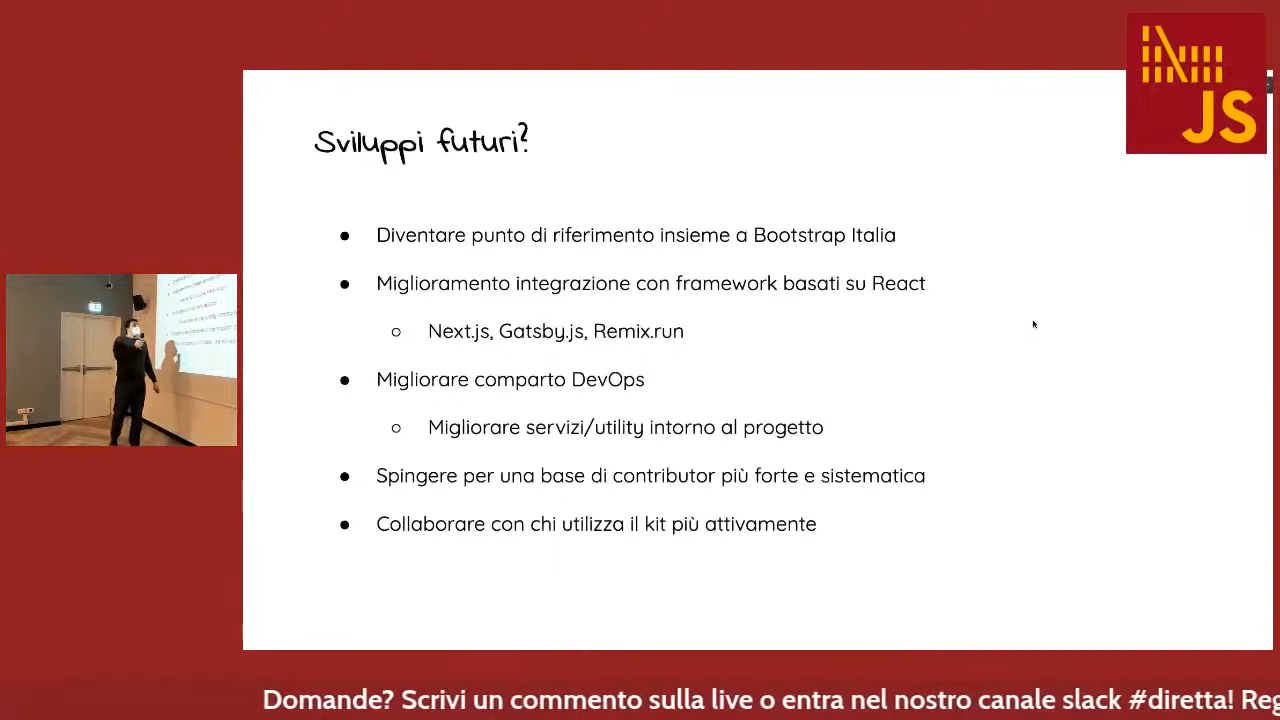 JS
Sviluppi futuri?
● Diventare punto di riferimento insieme a Bootstrap Italia
● Miglioramento integrazione con framework basati su React
○ Next.js, Gatsby.js, Remix.run
● Migliorare comparto DevOps
○ Migliorare servizi/utility intorno al progetto
● Spingere per una base di contributor più forte e sistematica
● Collaborare con chi utilizza il kit più attivamente
Domande? Scrivi un commento sulla live o entra nel nostro canale slack #diretta! Reg